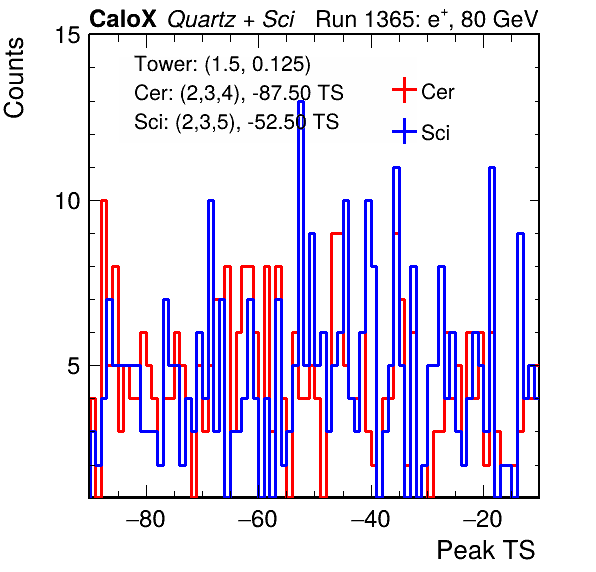 CaloX Quartz + Sci Run 1365: e+, 80 GeV
Counts
15
10
5
Tower: (1.5, 0.125)
Cer: (2,3,4), -87.50 TS
Sci: (2,3,5), -52.50 TS
Cer
Sci
−80 −60 −40 −20
Peak TS